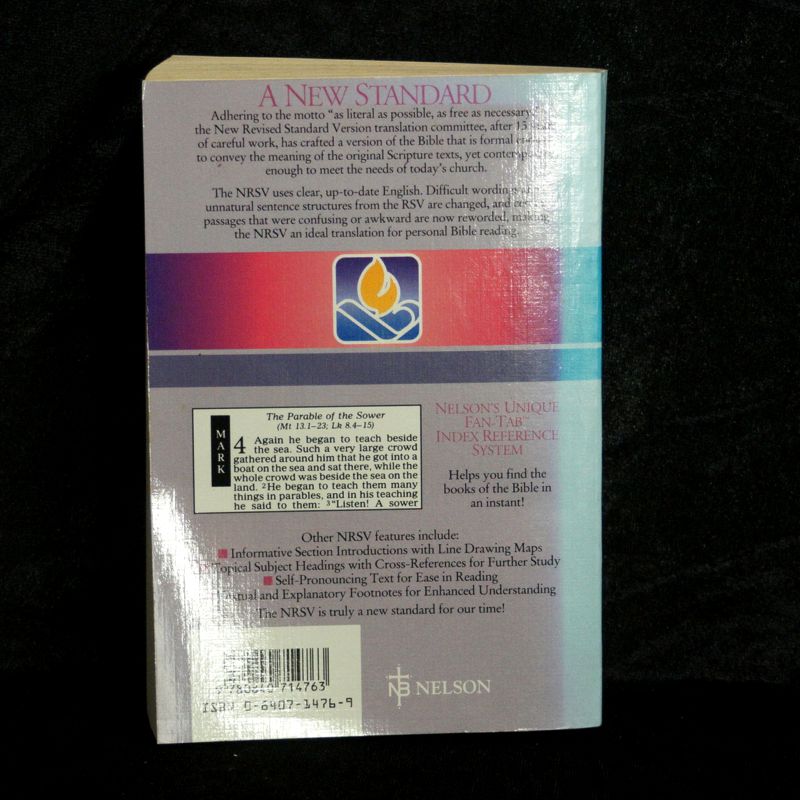 A NEW STANDARD
Adhering to the motto "as literal as possible, as free as necessary,"
the New Revised Standard Version translation committee, after 15
of careful work, has crafted a version of the Bible that is formal
to convey the meaning of the original Scripture texts, yet
enough to meet the needs of today's church.
The NRSV uses clear, up-to-date English. Difficult wordings
unnatural sentence structures from the RSV are changed, and
passages that were confusing or awkward are now reworded, making
the NRSV an ideal translation for personal Bible reading.
MARK
The Parable of the Sower
(Mt 13.1–23; Lk 8.4–15)
4 Again he began to teach beside
the sea. Such a very large crowd
gathered around him that he got into a
boat on the sea and sat there, while the
whole crowd was beside the sea on the
land. 2He began to teach them many
things in parables, and in his teaching
he said to them: 3"Listen! A sower
NELSON'S UNIQUE
FAN-TAB™
INDEX REFERENCE
SYSTEM
Helps you find the
books of the Bible in
an instant!
Other NRSV features include:
■ Informative Section Introductions with Line Drawing Maps
Topical Subject Headings with Cross-References for Further Study
■ Self-Pronouncing Text for Ease in Reading
and Explanatory Footnotes for Enhanced Understanding
The NRSV is truly a new standard for our time!
714763
ISBN 0-8407-1476-9
NB NELSON